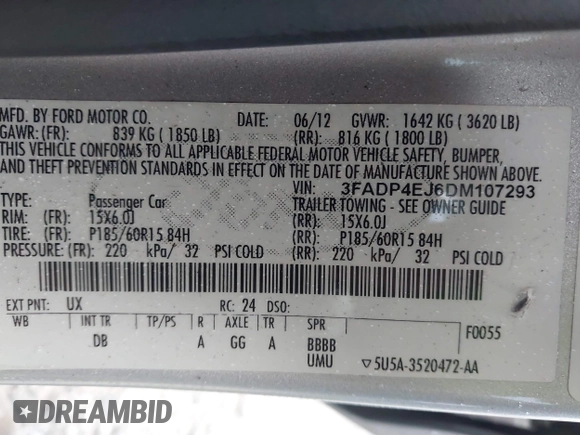 MFD. BY FORD MOTOR CO. DATE: 06/12 GVWR: 1642 KG ( 3620 LB)
GAWR: (FR): 839 KG ( 1850 LB) (RR): 816 KG ( 1800 LB)
THIS VEHICLE CONFORMS TO ALL APPLICABLE FEDERAL MOTOR VEHICLE SAFETY, BUMPER,
AND THEFT PREVENTION STANDARDS IN EFFECT ON THE DATE OF MANUFACTURE SHOWN ABOVE.
VIN: 3FADP4EJ6DM107293
TYPE: Passenger Car TRAILER TOWING - SEE OWNER GUIDE
RIM: (FR): 15X6.0J (RR): 15X6.0J
TIRE: (FR): P185/60R15 84H (RR): P185/60R15 84H
PRESSURE: (FR): 220 kPa/ 32 PSI COLD (RR): 220 kPa/ 32 PSI COLD
EXT PNT: UX RC: 24 DSO:
WB INT TR TP/PS R AXLE TR SPR F0055
DB A GG A BBBB
UMU ▽5U5A-3520472-AA
DREAMBID